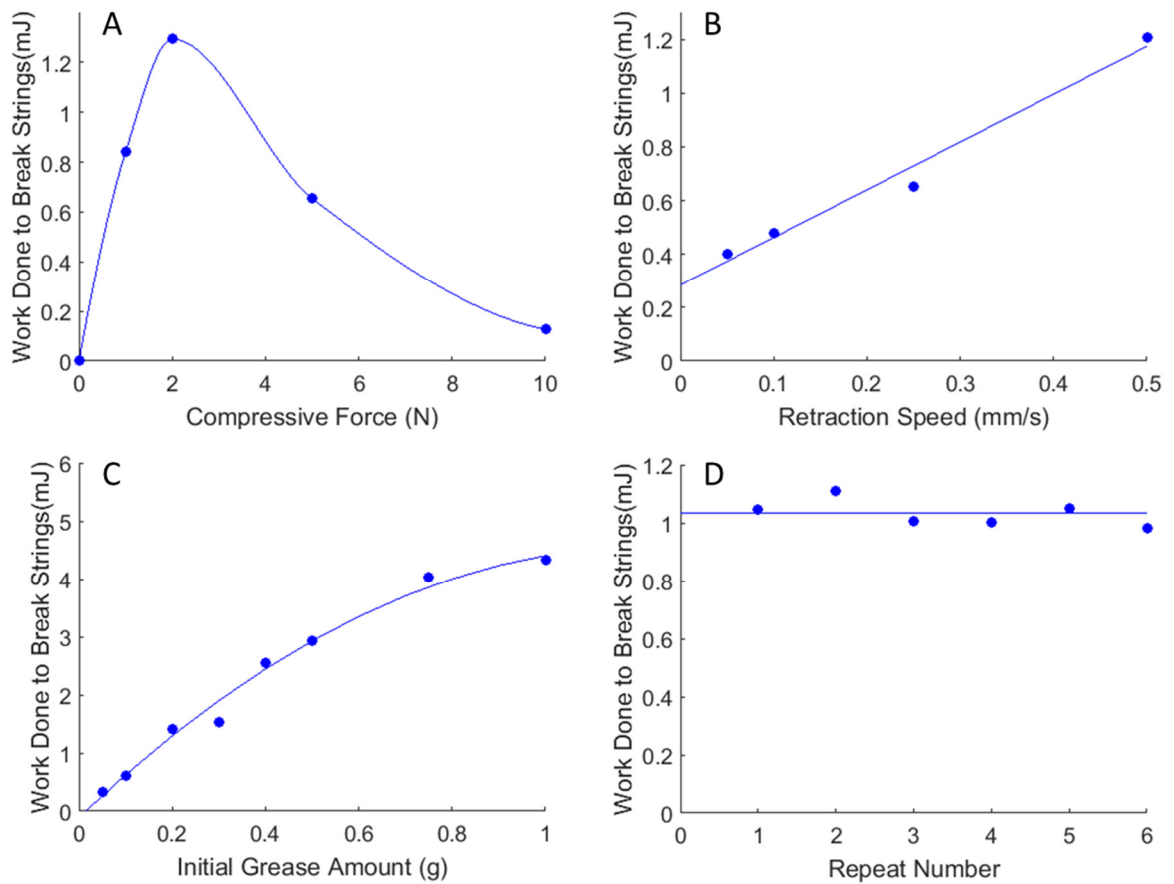 A
Work Done to Break Strings(mJ)
1.2
1
0.8
0.6
0.4
0.2
0
0 2 4 6 8 10
Compressive Force (N)
B
Work Done to Break Strings(mJ)
1.2
1
0.8
0.6
0.4
0.2
0
0 0.1 0.2 0.3 0.4 0.5
Retraction Speed (mm/s)
C
Work Done to Break Strings(mJ)
6
5
4
3
2
1
0
0 0.2 0.4 0.6 0.8 1
Initial Grease Amount (g)
D
Work Done to Break Strings(mJ)
1.2
1
0.8
0.6
0.4
0.2
0
0 1 2 3 4 5 6
Repeat Number